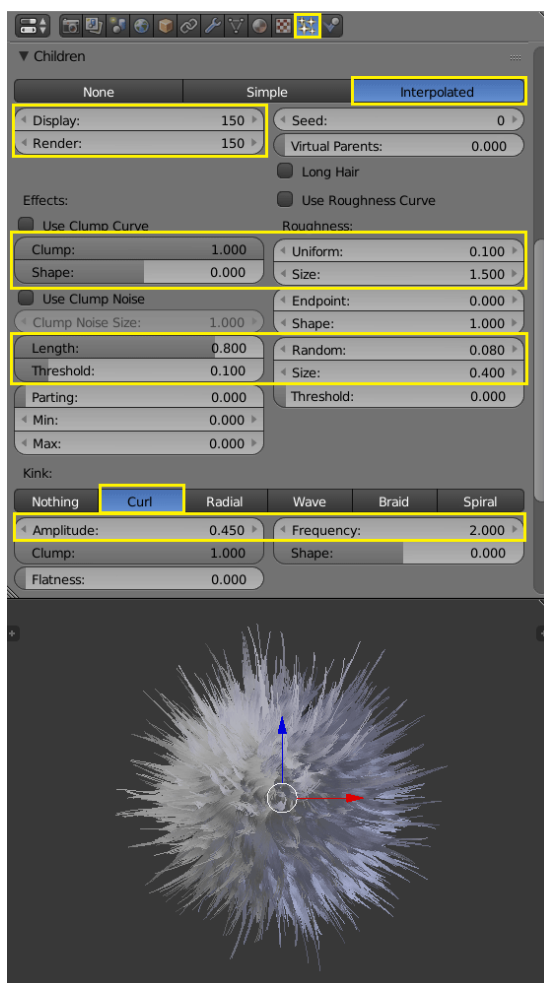 Children
None Simple Interpolated
Display: 150 Seed: 0
Render: 150 Virtual Parents: 0.000
Long Hair
Effects: Use Roughness Curve
Use Clump Curve Roughness:
Clump: 1.000 Uniform: 0.100
Shape: 0.000 Size: 1.500
Use Clump Noise Endpoint: 0.000
Clump Noise Size: 1.000 Shape: 1.000
Length: 0.800 Random: 0.080
Threshold: 0.100 Size: 0.400
Parting: 0.000 Threshold: 0.000
Min: 0.000
Max: 0.000
Kink:
Nothing Curl Radial Wave Braid Spiral
Amplitude: 0.450 Frequency: 2.000
Clump: 1.000 Shape: 0.000
Flatness: 0.000